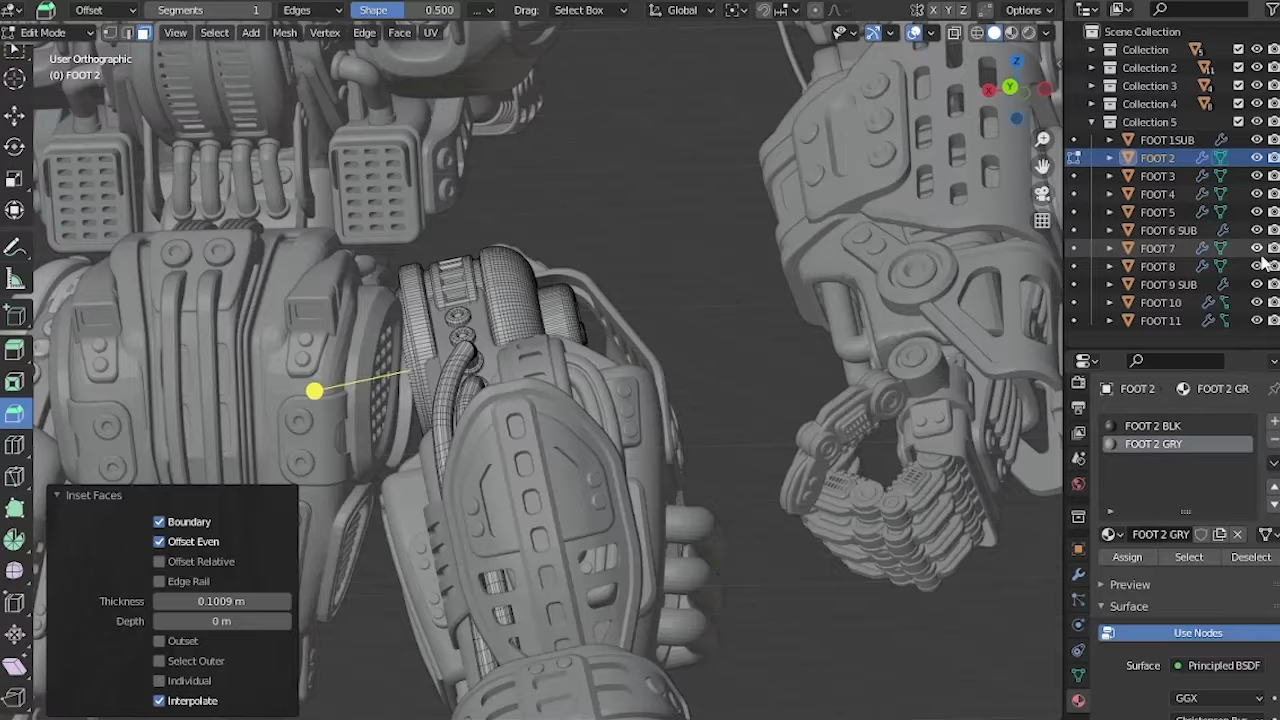 Offset Segments 1 Edges Shape 0.500 ... Drag: Select Box Global X Y Z Options
Edit Mode View Select Add Mesh Vertex Edge Face UV
User Orthographic
(0) FOOT 2
Z
X
Y
Scene Collection
Collection
Collection 2
Collection 3
Collection 4
Collection 5
FOOT 1SUB
FOOT 2
FOOT 3
FOOT 4
FOOT 5
FOOT 6 SUB
FOOT 7
FOOT 8
FOOT 9 SUB
FOOT 10
FOOT 11
FOOT 2 FOOT 2 GR
FOOT 2 BLK
FOOT 2 GRY
FOOT 2 GRY
Assign Select Deselect
Preview
Surface
Use Nodes
Surface Principled BSDF
GGX
Inset Faces
Boundary
Offset Even
Offset Relative
Edge Rail
Thickness 0.1009 m
Depth 0 m
Outset
Select Outer
Individual
Interpolate